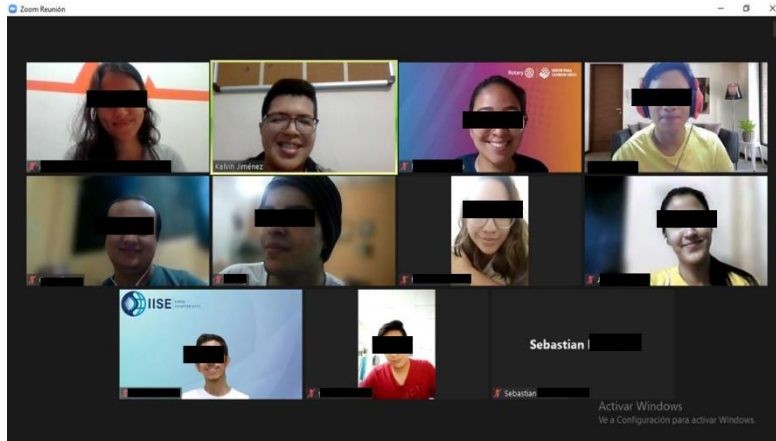 Zoom Reunión
Rotary
Kelvin Jiménez
IISE
Sebastian
Sebastian
Activar Windows
Ve a Configuración para activar Windows.